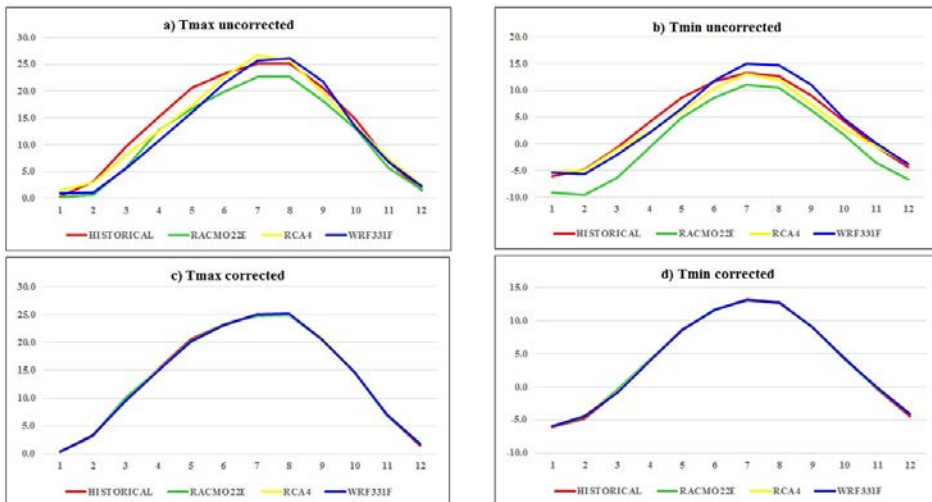 a) Tmax uncorrected
30.0
25.0
20.0
15.0
10.0
5.0
0.0
1 2 3 4 5 6 7 8 9 10 11 12
HISTORICAL RACMO22E RCA4 WRF331F
b) Tmin uncorrected
20.0
15.0
10.0
5.0
0.0
-5.0
-10.0
1 2 3 4 5 6 7 8 9 10 11 12
HISTORICAL RACMO22E RCA4 WRF331F
c) Tmax corrected
30.0
25.0
20.0
15.0
10.0
5.0
0.0
1 2 3 4 5 6 7 8 9 10 11 12
HISTORICAL RACMO22E RCA4 WRF331F
d) Tmin corrected
15.0
10.0
5.0
0.0
-5.0
-10.0
1 2 3 4 5 6 7 8 9 10 11 12
HISTORICAL RACMO22E RCA4 WRF331F